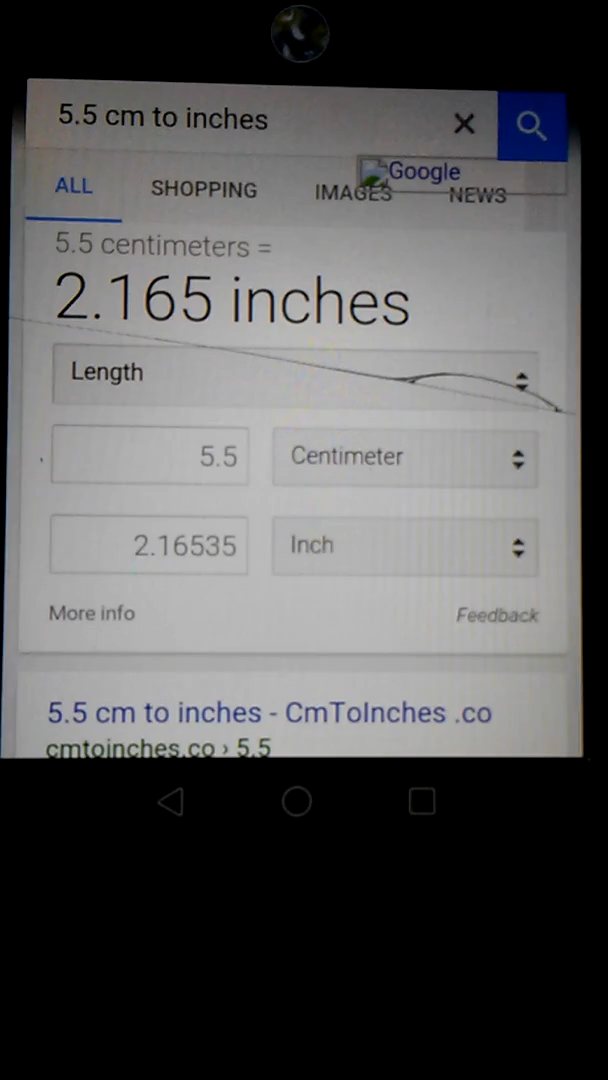 5.5 cm to inches
Google
ALL SHOPPING IMAGES NEWS
5.5 centimeters =
2.165 inches
Length
5.5 Centimeter
2.16535 Inch
More info Feedback
5.5 cm to inches - CmToInches .co
cmtoinches.co › 5.5